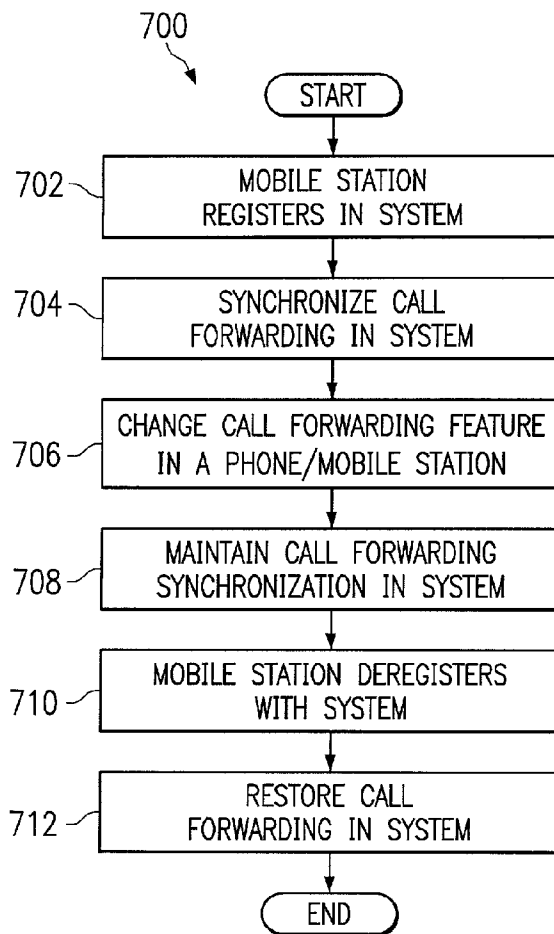 700
START
702
MOBILE STATION
REGISTERS IN SYSTEM
704
SYNCHRONIZE CALL
FORWARDING IN SYSTEM
706
CHANGE CALL FORWARDING FEATURE
IN A PHONE/MOBILE STATION
708
MAINTAIN CALL FORWARDING
SYNCHRONIZATION IN SYSTEM
710
MOBILE STATION DEREGISTERS
WITH SYSTEM
712
RESTORE CALL
FORWARDING IN SYSTEM
END